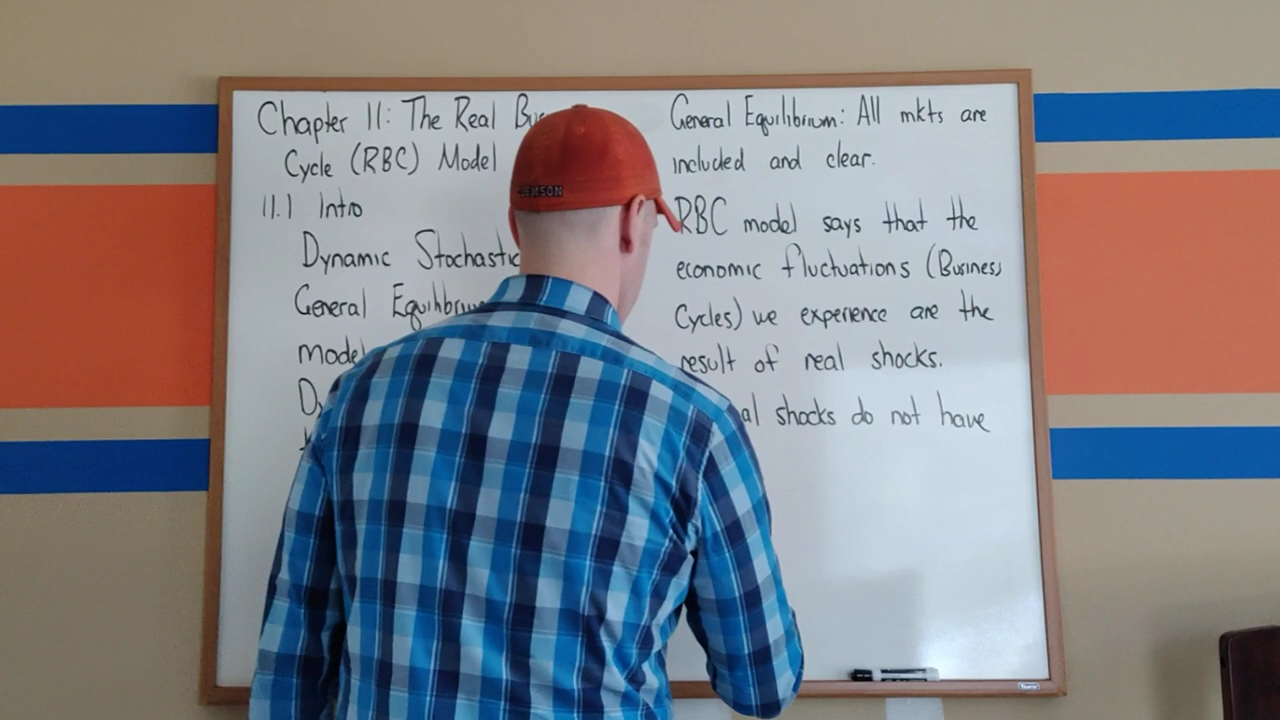 Chapter 11: The Real
Cycle (RBC) Model
11.1 Intro
Dynamic Stochastic
General Equilibrium
Model
General Equilibrium: All mkts are
included and clear.
RBC model says that the
economic fluctuations (Business
Cycles) we experience are the
result of real shocks.
shocks do not have
CLEMSON